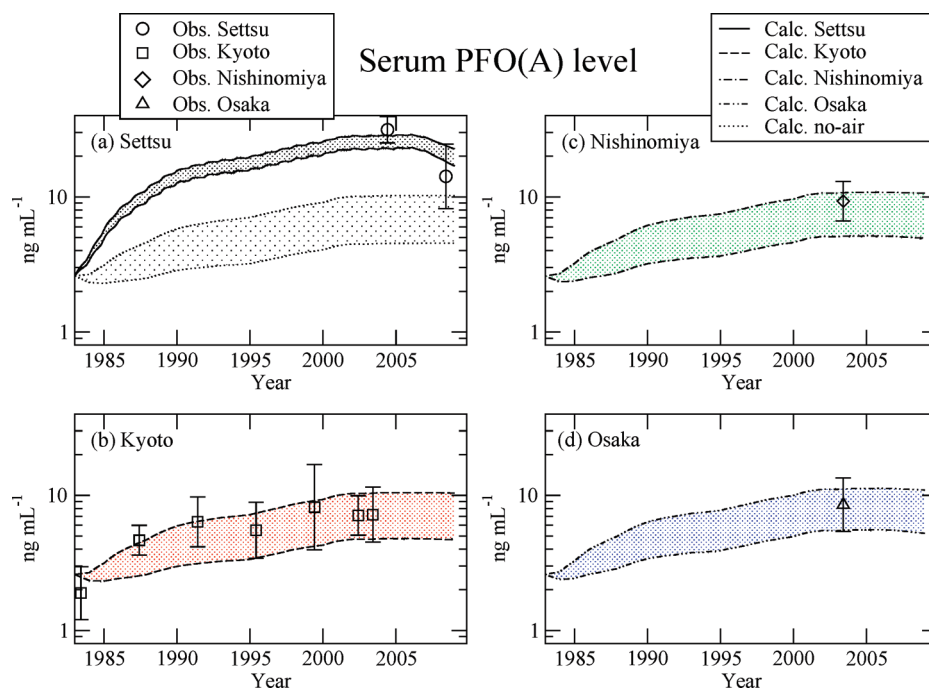 Obs. Settsu
Obs. Kyoto
Obs. Nishinomiya
Obs. Osaka
Serum PFO(A) level
Calc. Settsu
Calc. Kyoto
Calc. Nishinomiya
Calc. Osaka
Calc. no-air
(a) Settsu
10
1
ng mL⁻¹
1985 1990 1995 2000 2005
Year
(c) Nishinomiya
10
1
ng mL⁻¹
1985 1990 1995 2000 2005
Year
(b) Kyoto
10
1
ng mL⁻¹
1985 1990 1995 2000 2005
Year
(d) Osaka
10
1
ng mL⁻¹
1985 1990 1995 2000 2005
Year